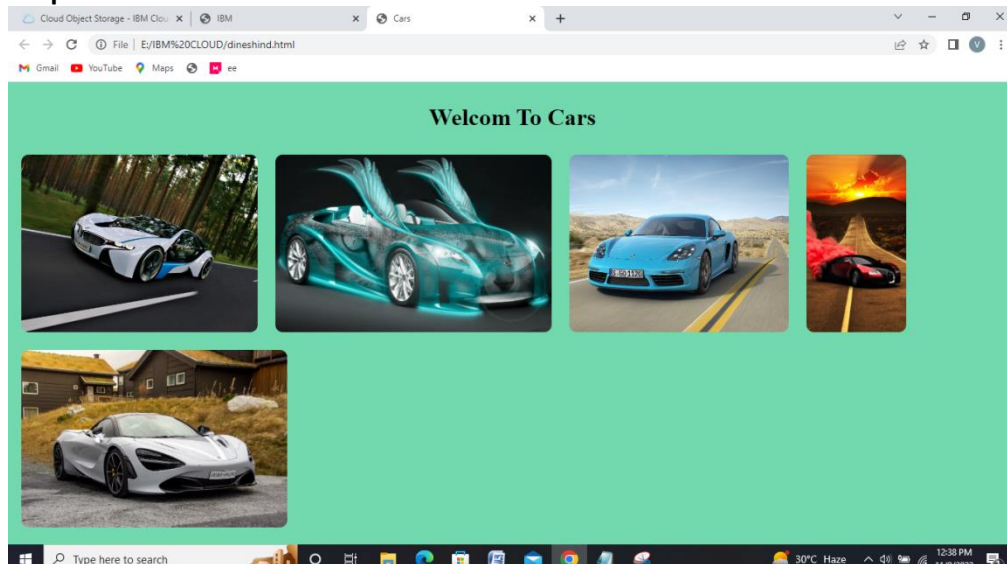 Cloud Object Storage - IBM Clou
IBM
Cars
File
E:/IBM%20CLOUD/dineshind.html
V
Gmail
YouTube
Maps
ee
Welcom To Cars
Type here to search
30°C Haze
12:38 PM